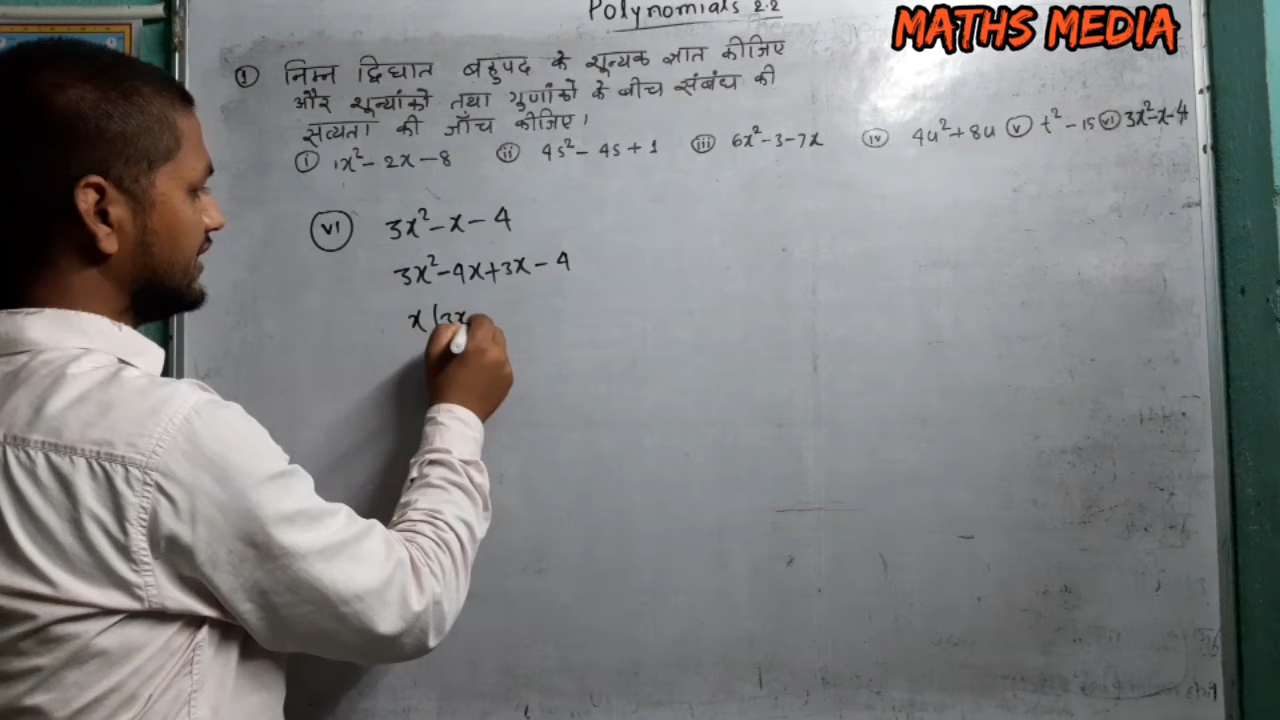 Polynomials 2.2
MATHS MEDIA
① निम्न द्विघात बहुपद के शून्यक ज्ञात कीजिए
और शून्यांको तथा गुणांको के बीच संबंध की
सत्यता की जाँच कीजिए।
ⓘ x² - 2x - 8 ⓘⓘ 4s² - 4s + 1 ⓘⓘⓘ 6x² - 3 - 7x ⓘⓥ 4u² + 8u ⓥ t² - 15 ⓥⓘ 3x² - x - 4
ⓥⓘ 3x² - x - 4
3x² - 4x + 3x - 4
x(3x